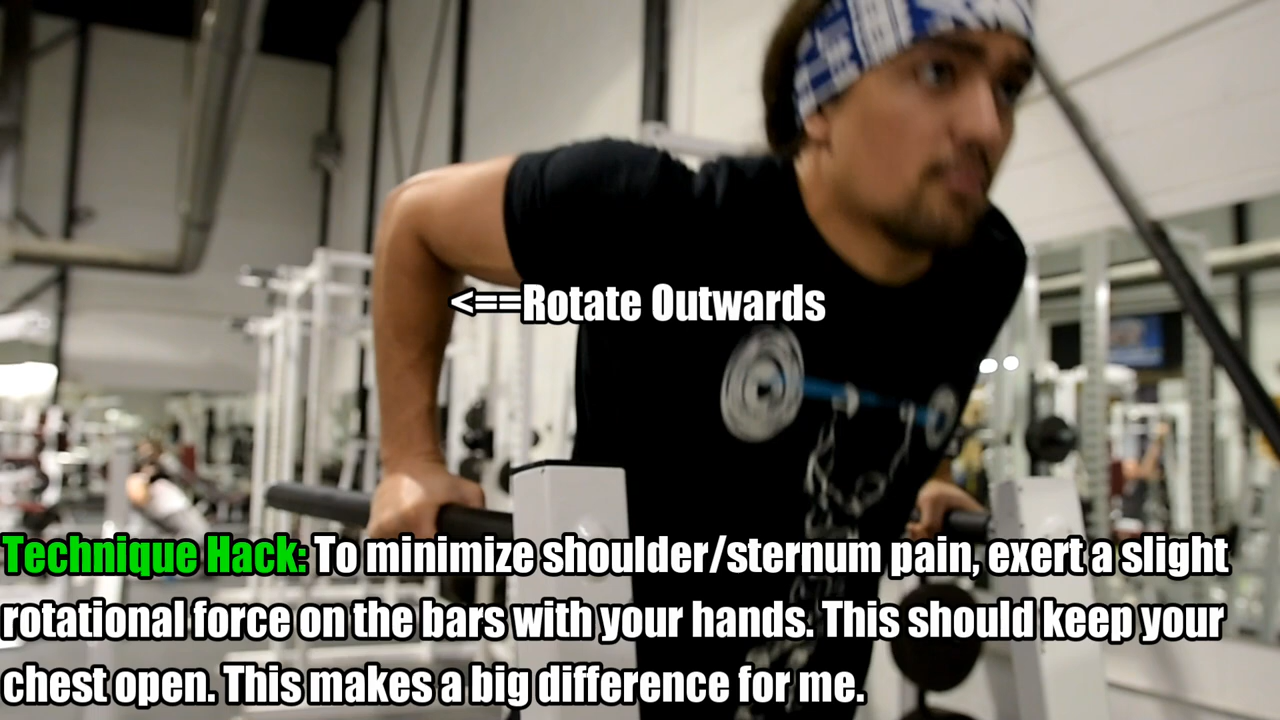 <==Rotate Outwards
Technique Hack: To minimize shoulder/sternum pain, exert a slight
rotational force on the bars with your hands. This should keep your
chest open. This makes a big difference for me.